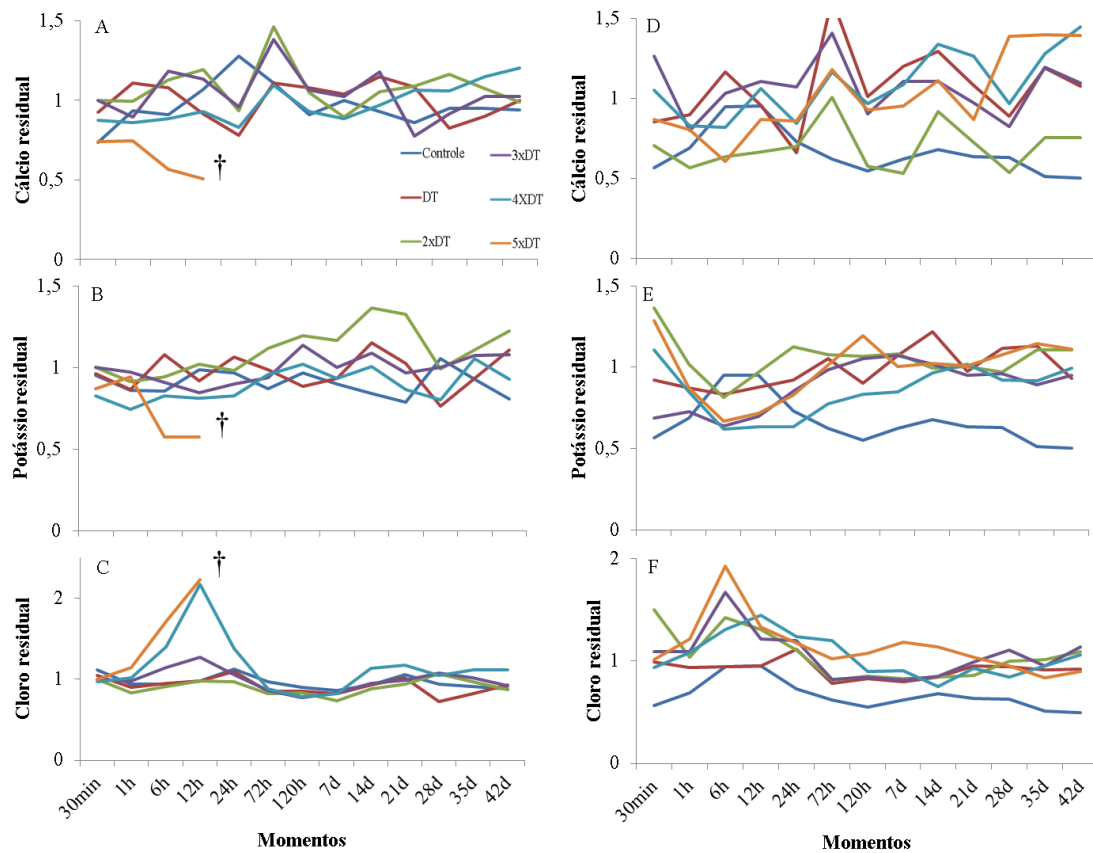 A
Cálcio residual
1,5
1
0,5
0
†
Controle
3xDT
DT
4XDT
2xDT
5xDT
D
Cálcio residual
1,5
1
0,5
0
B
Potássio residual
1,5
1
0,5
0
†
E
Potássio residual
1,5
1
0,5
0
C
Cloro residual
2
1
0
†
30min
1h
6h
12h
24h
72h
120h
7d
14d
21d
28d
35d
42d
Momentos
F
Cloro residual
2
1
0
30min
1h
6h
12h
24h
72h
120h
7d
14d
21d
28d
35d
42d
Momentos